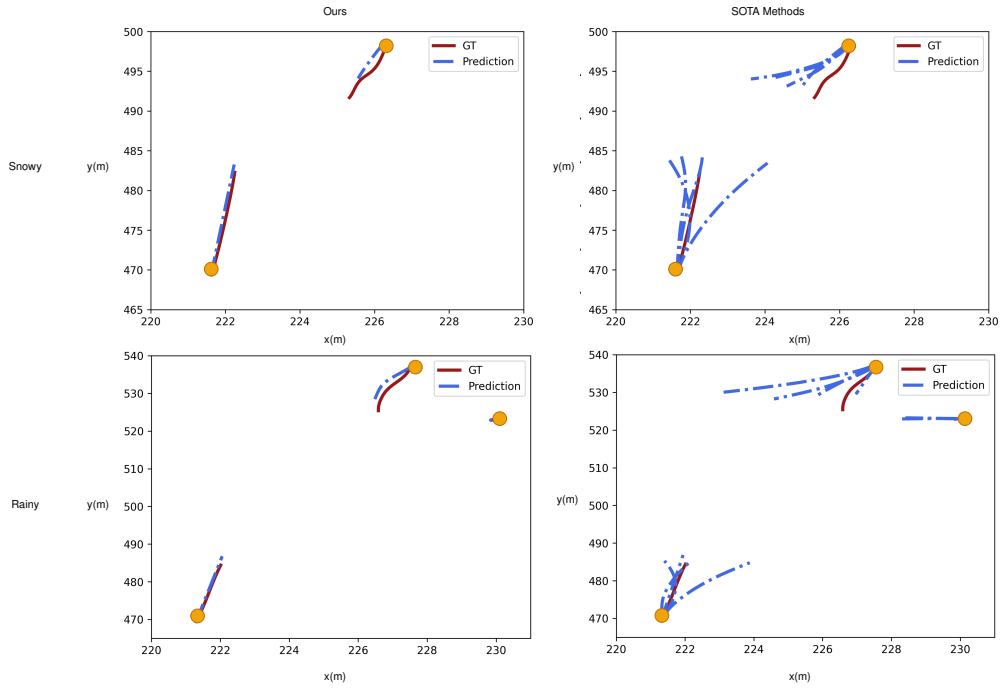 Ours
SOTA Methods
500
495
490
485
480
475
470
465
220
222
224
226
228
230
GT
Prediction
Snowy
y(m)
x(m)
500
495
490
485
480
475
470
465
220
222
224
226
228
230
GT
Prediction
y(m)
x(m)
540
530
520
510
500
490
480
470
220
222
224
226
228
230
GT
Prediction
Rainy
y(m)
x(m)
540
530
520
510
500
490
480
470
220
222
224
226
228
230
GT
Prediction
y(m)
x(m)